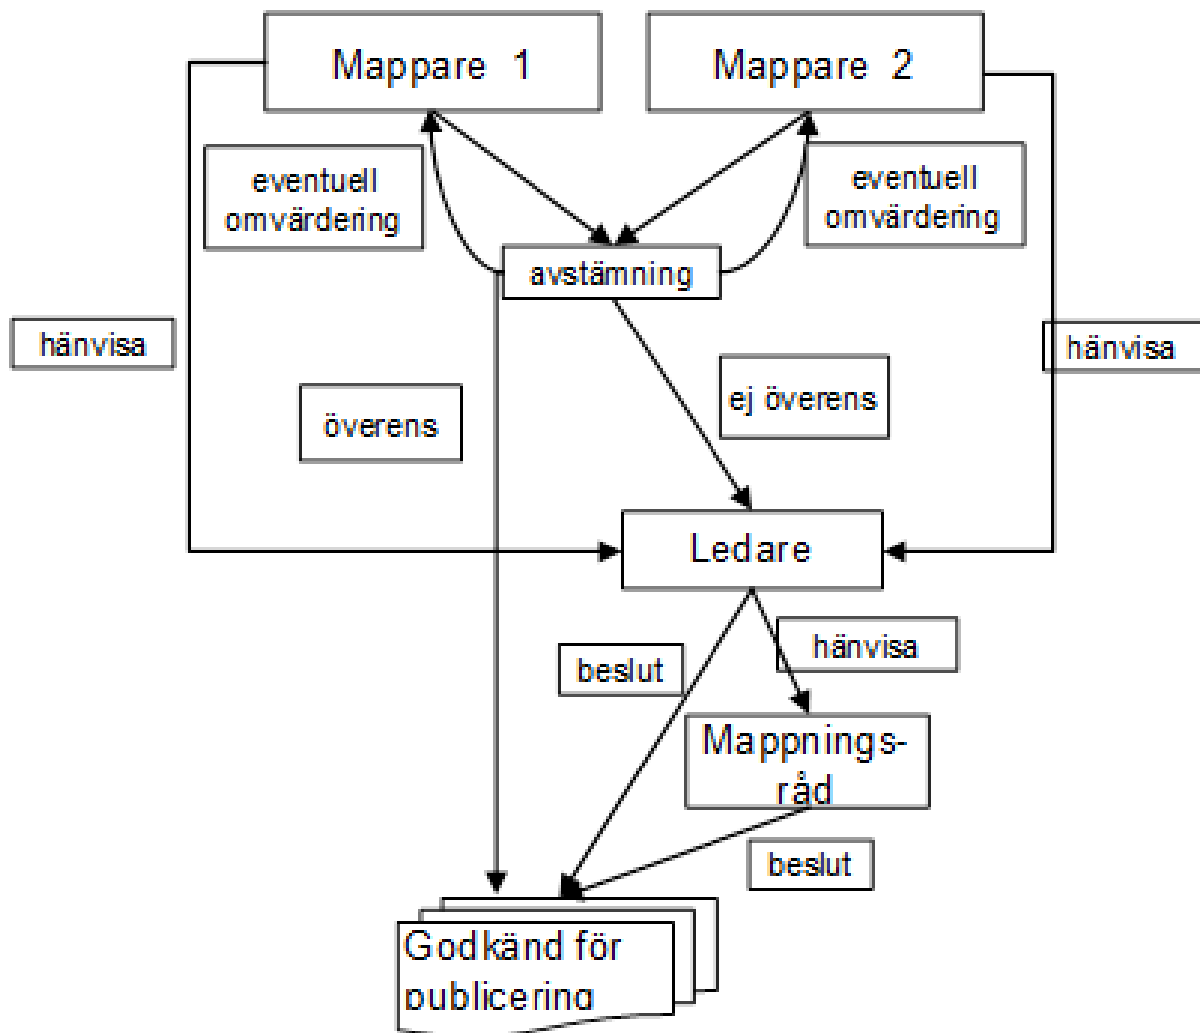 Mappare 1
Mappare 2
eventuell
omvärdering
eventuell
omvärdering
avstämning
hänvisa
hänvisa
överens
ej överens
Ledare
beslut
hänvisa
Mappnings-
råd
beslut
Godkänd för
publicering